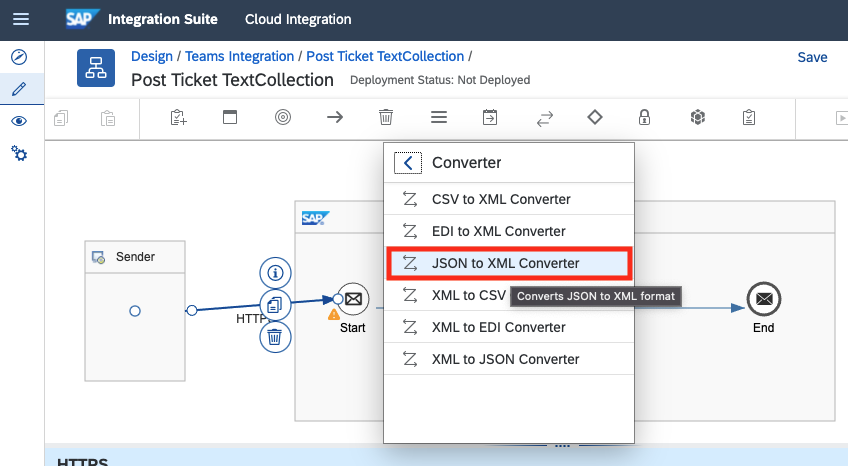 SAP Integration Suite Cloud Integration
Design / Teams Integration / Post Ticket TextCollection /
Save
Post Ticket TextCollection Deployment Status: Not Deployed
Converter
CSV to XML Converter
EDI to XML Converter
JSON to XML Converter
XML to CSV
Converts JSON to XML format
XML to EDI Converter
XML to JSON Converter
SAP
Sender
Start
End
HTTPS